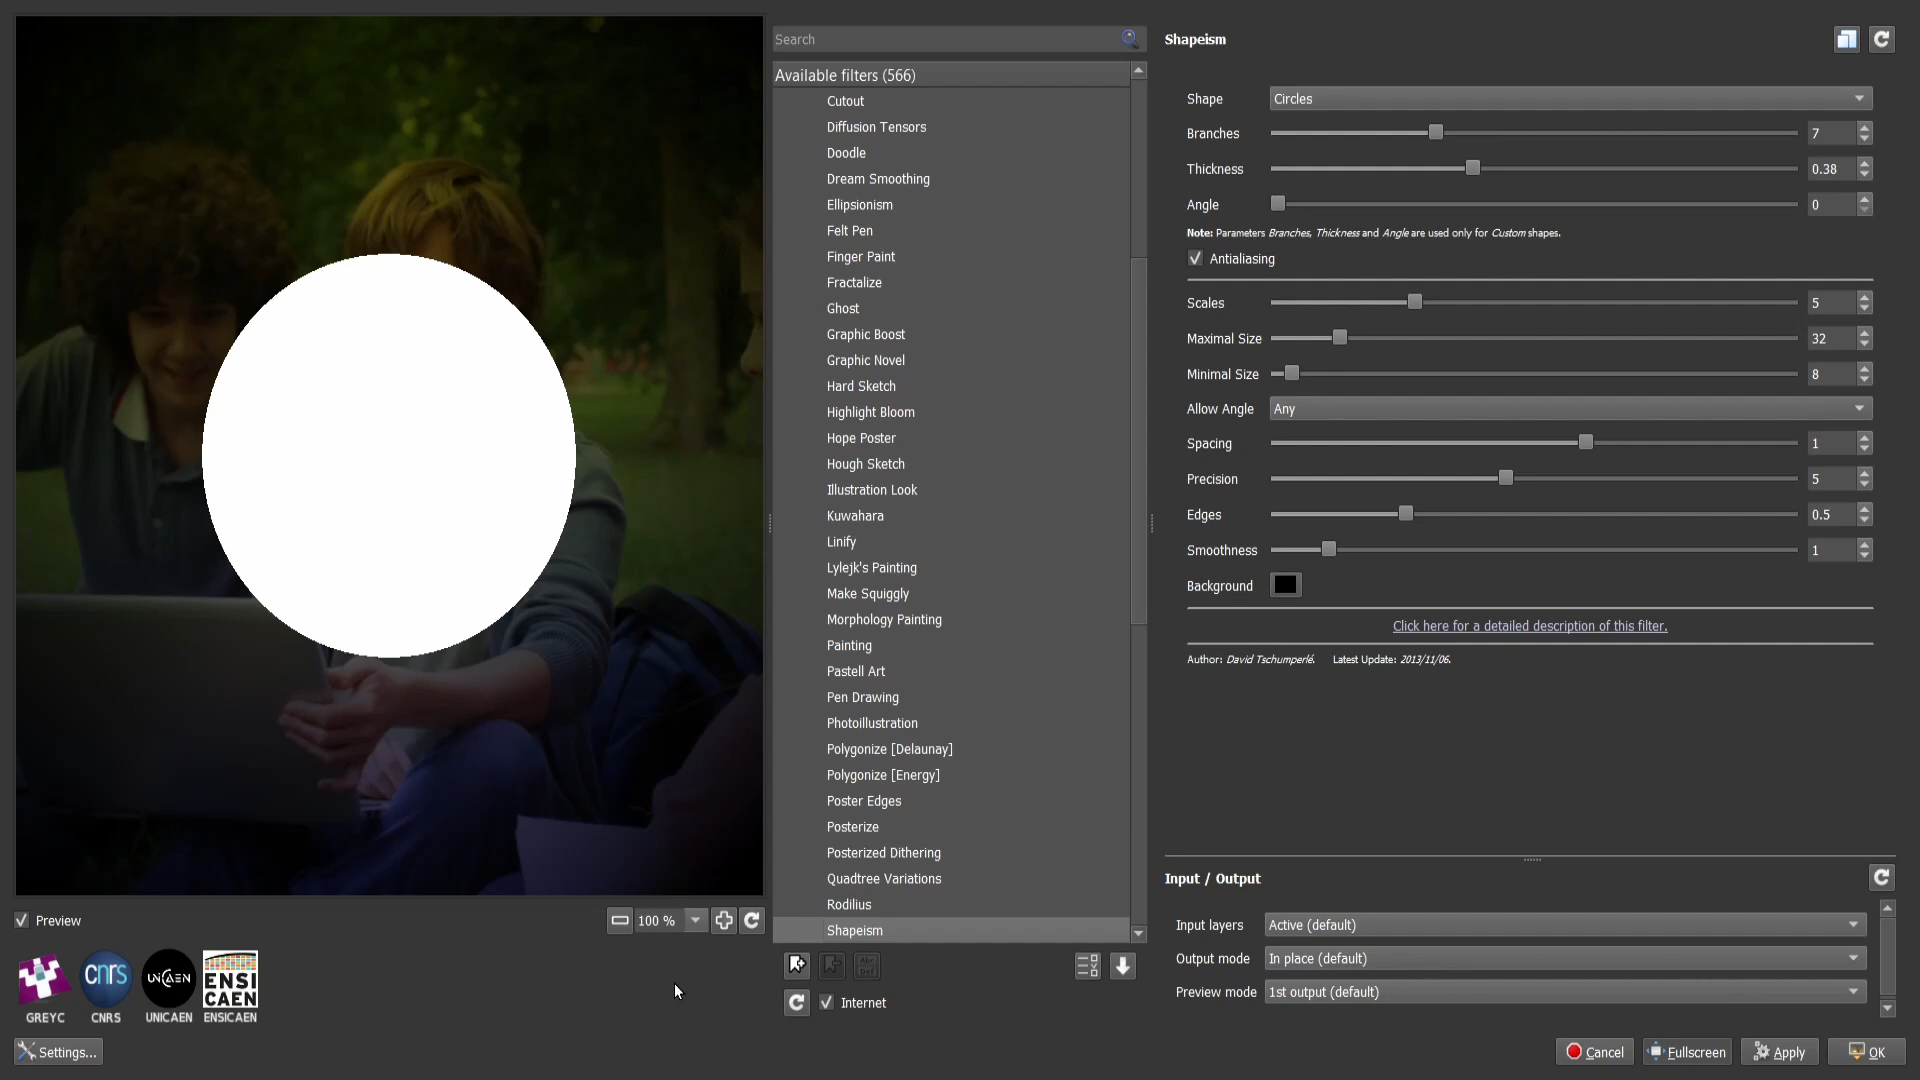 Search
Available filters (566)
Cutout
Diffusion Tensors
Doodle
Dream Smoothing
Ellipsionism
Felt Pen
Finger Paint
Fractalize
Ghost
Graphic Boost
Graphic Novel
Hard Sketch
Highlight Bloom
Hope Poster
Hough Sketch
Illustration Look
Kuwahara
Linify
Lylejk's Painting
Make Squiggly
Morphology Painting
Painting
Pastell Art
Pen Drawing
Photoillustration
Polygonize [Delaunay]
Polygonize [Energy]
Poster Edges
Posterize
Posterized Dithering
Quadtree Variations
Rodilius
Shapeism
Internet
Shapeism
Shape Circles
Branches 7
Thickness 0.38
Angle 0
Note: Parameters Branches, Thickness and Angle are used only for Custom shapes.
Antialiasing
Scales 5
Maximal Size 32
Minimal Size 8
Allow Angle Any
Spacing 1
Precision 5
Edges 0.5
Smoothness 1
Background
Click here for a detailed description of this filter.
Author: David Tschumperlé. Latest Update: 2013/11/06.
Input / Output
Input layers Active (default)
Output mode In place (default)
Preview mode 1st output (default)
Preview
100 %
GREYC
cnrs
CNRS
UNICAEN
UNICAEN
ENSI
CAEN
ENSICAEN
Settings...
Cancel
Fullscreen
Apply
OK